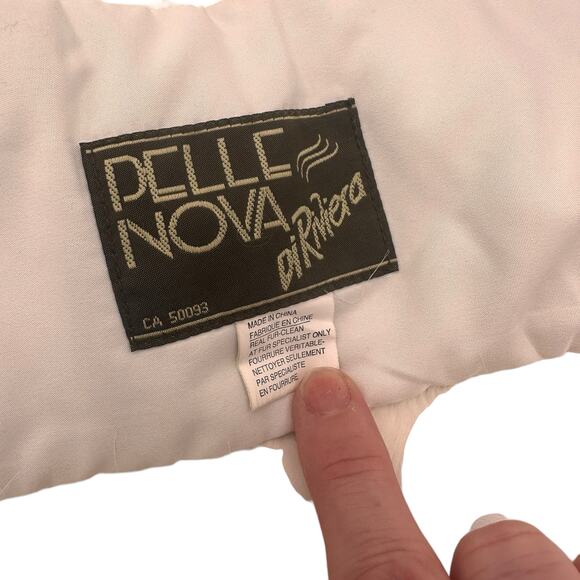 PELLE
NOVA
Di Riviera
CA 50093
MADE IN CHINA
FABRIQUE EN CHINE
REAL FUR-CLEAN
AT FUR SPECIALIST ONLY
FOURRURE VERITABLE-
NETTOYER SEULEMENT
PAR SPECIALISTE
EN FOURRURE